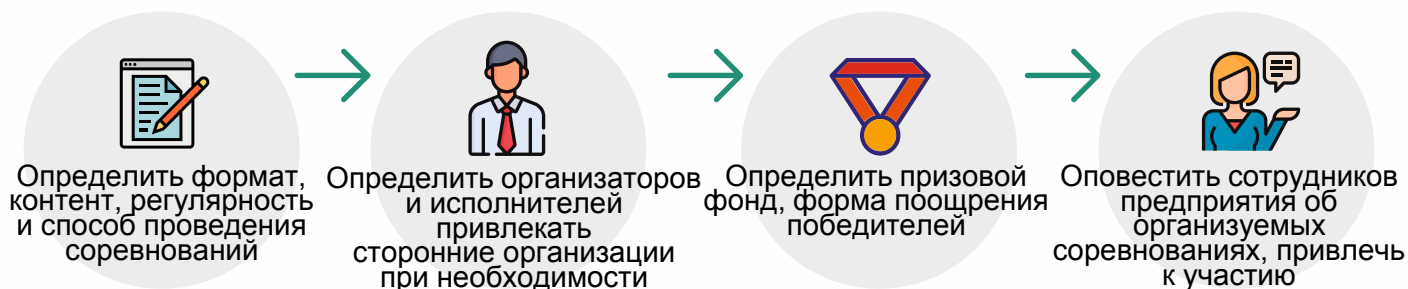 Определить формат,
контент, регулярность
и способ проведения
соревнований
Определить организаторов
и исполнителей
привлекать
сторонние организации
при необходимости
Определить призовой
фонд, форма поощрения
победителей
Оповестить сотрудников
предприятия об
организуемых
соревнованиях, привлечь
к участию